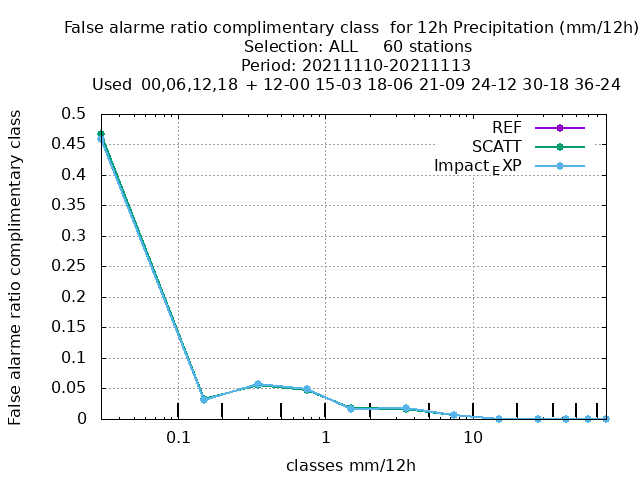 False alarme ratio complimentary class  for 12h Precipitation (mm/12h)
Selection: ALL     60 stations
Period: 20211110-20211113
Used  00,06,12,18  + 12-00 15-03 18-06 21-09 24-12 30-18 36-24
False alarme ratio complimentary class
0.5
0.45
0.4
0.35
0.3
0.25
0.2
0.15
0.1
0.05
0
REF
SCATT
Impact_EXP
0.1
1
10
classes mm/12h